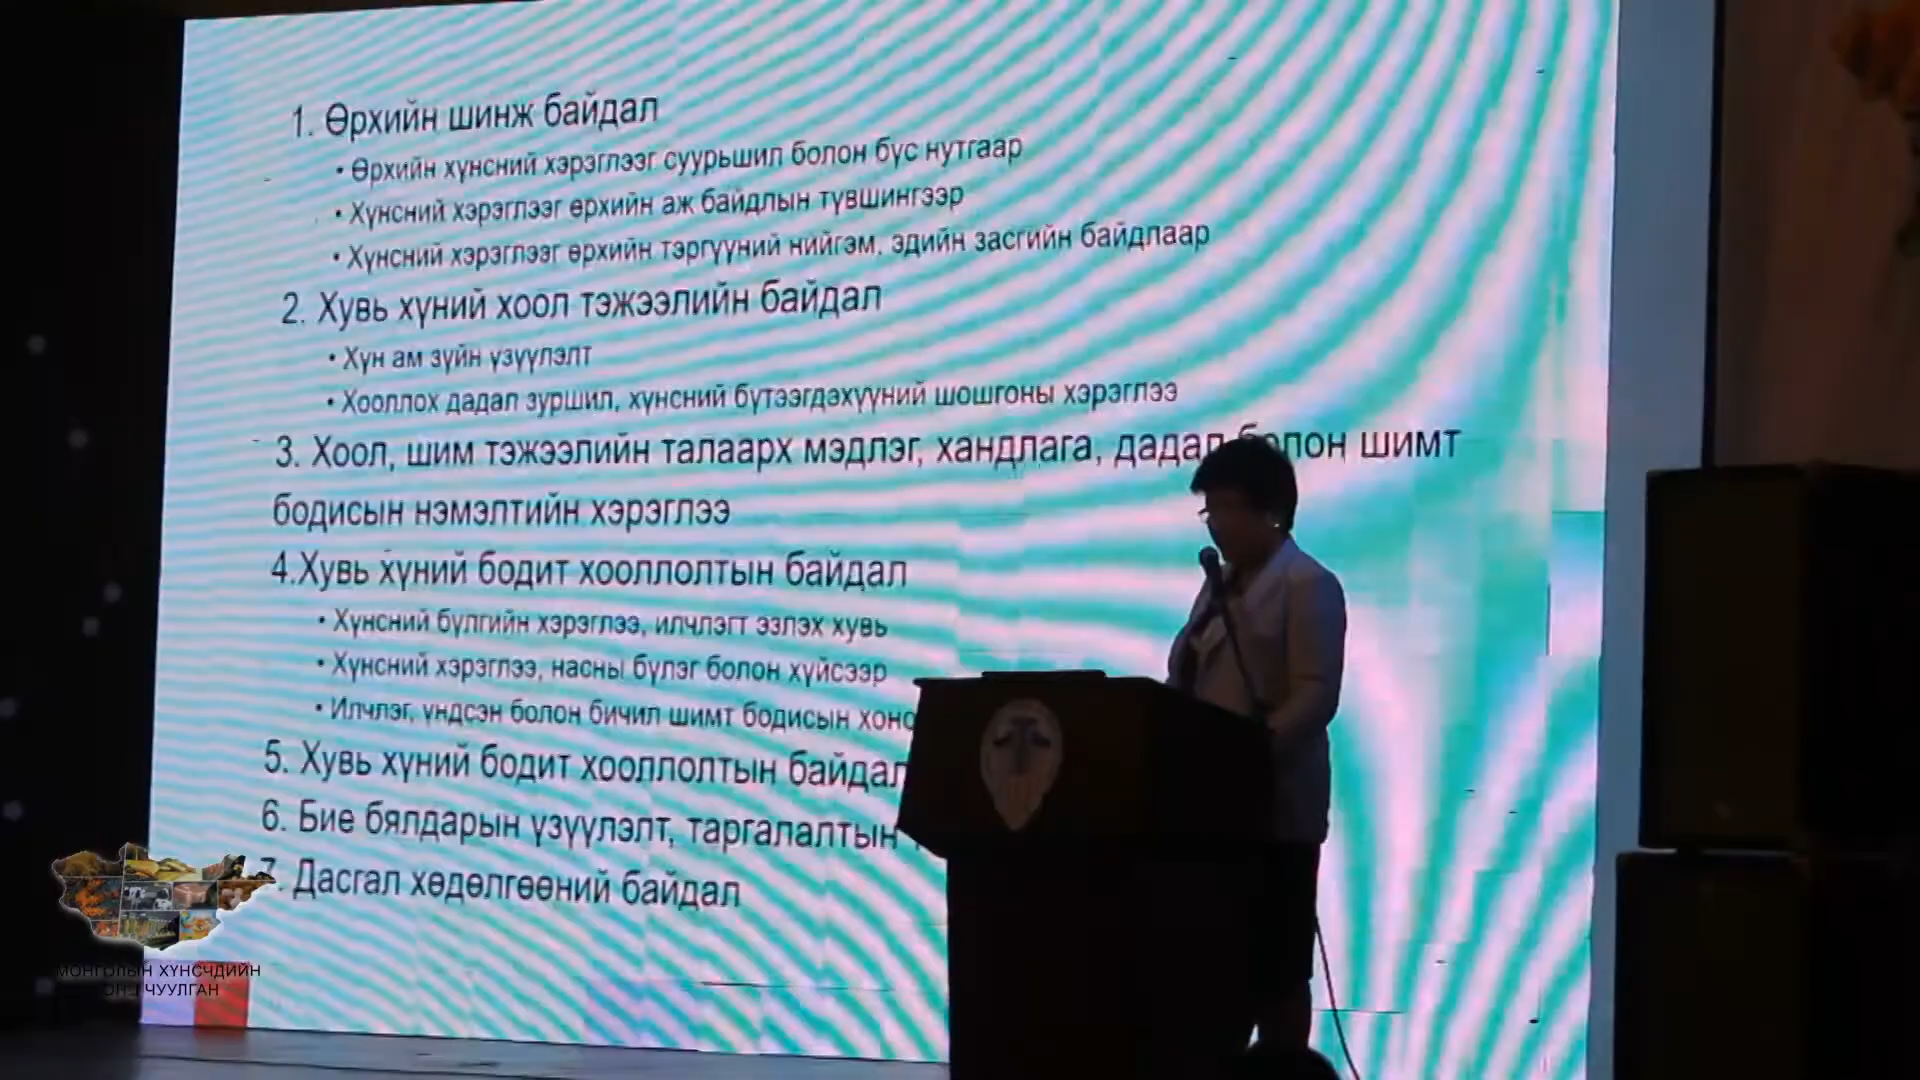 1. Өрхийн шинж байдал
• Өрхийн хүнсний хэрэглээг суурьшил болон бүс нутгаар
• Хүнсний хэрэглээг өрхийн аж байдлын түвшингээр
• Хүнсний хэрэглээг өрхийн тэргүүний нийгэм, эдийн засгийн байдлаар
2. Хувь хүний хоол тэжээлийн байдал
• Хүн ам зүйн үзүүлэлт
• Хооллох дадал зуршил, хүнсний бүтээгдэхүүний шошгоны хэрэглээ
3. Хоол, шим тэжээлийн талаарх мэдлэг, хандлага, дадал болон шимт
бодисын нэмэлтийн хэрэглээ
4.Хувь хүний бодит хооллолтын байдал
• Хүнсний бүлгийн хэрэглээ, илчлэгт эзлэх хувь
• Хүнсний хэрэглээ, насны бүлэг болон хүйсээр
• Илчлэг, үндсэн болон бичил шимт бодисын
5. Хувь хүний бодит хооллолтын байдал
6. Бие бялдарын үзүүлэлт, таргалалтын
7. Дасгал хөдөлгөөний байдал
МОНГОЛЫН ХҮНСЧДИЙН
ЧУУЛГАН